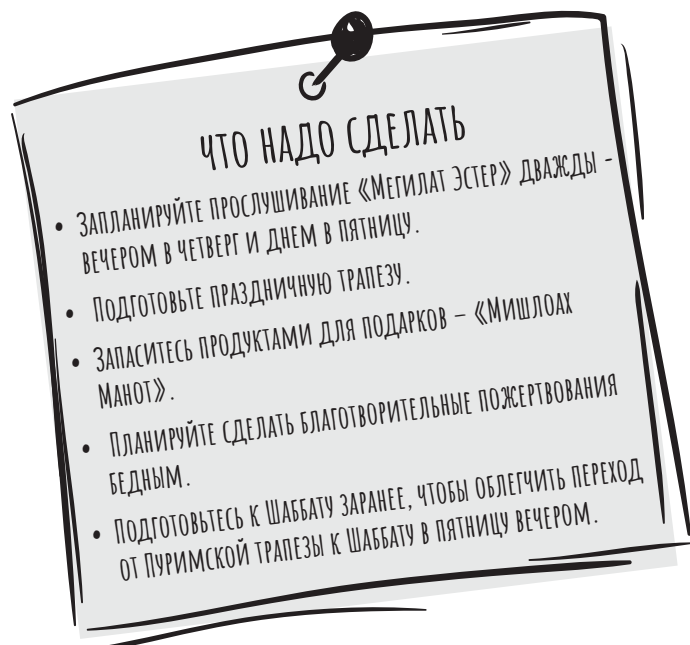 ЧТО НАДО СДЕЛАТЬ
• Запланируйте прослушивание «Мегилат Эстер» дважды -
вечером в четверг и днем в пятницу.
• Подготовьте праздничную трапезу.
• Запаситесь продуктами для подарков – «Мишлоах
Манот».
• Планируйте сделать благотворительные пожертвования
бедным.
• Подготовьтесь к Шаббату заранее, чтобы облегчить переход
от Пуримской трапезы к Шаббату в пятницу вечером.